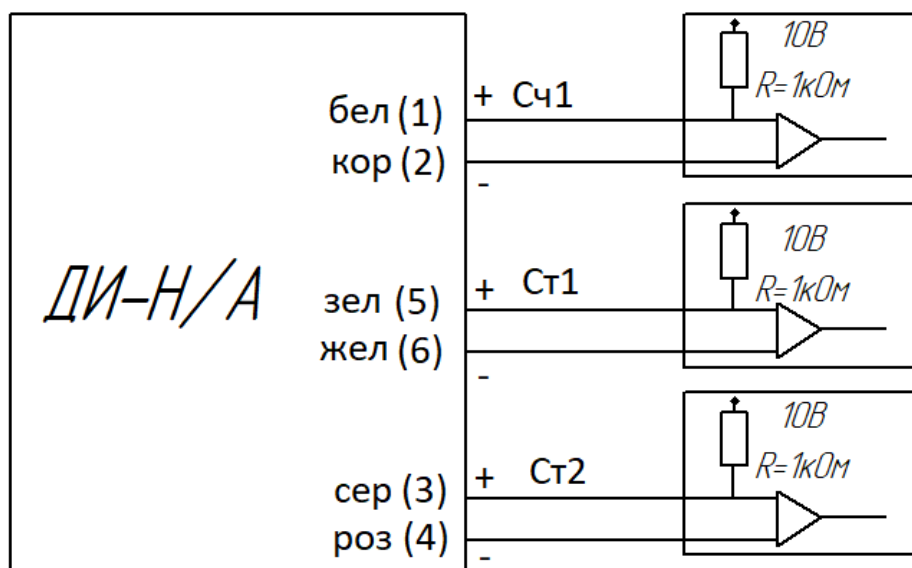 10В
R=1кОм
+ Сч1
бел (1)
кор (2)
-
10В
R=1кОм
ДИ-Н/А
+ Ст1
зел (5)
жел (6)
-
10В
R=1кОм
+ Ст2
сер (3)
роз (4)
-